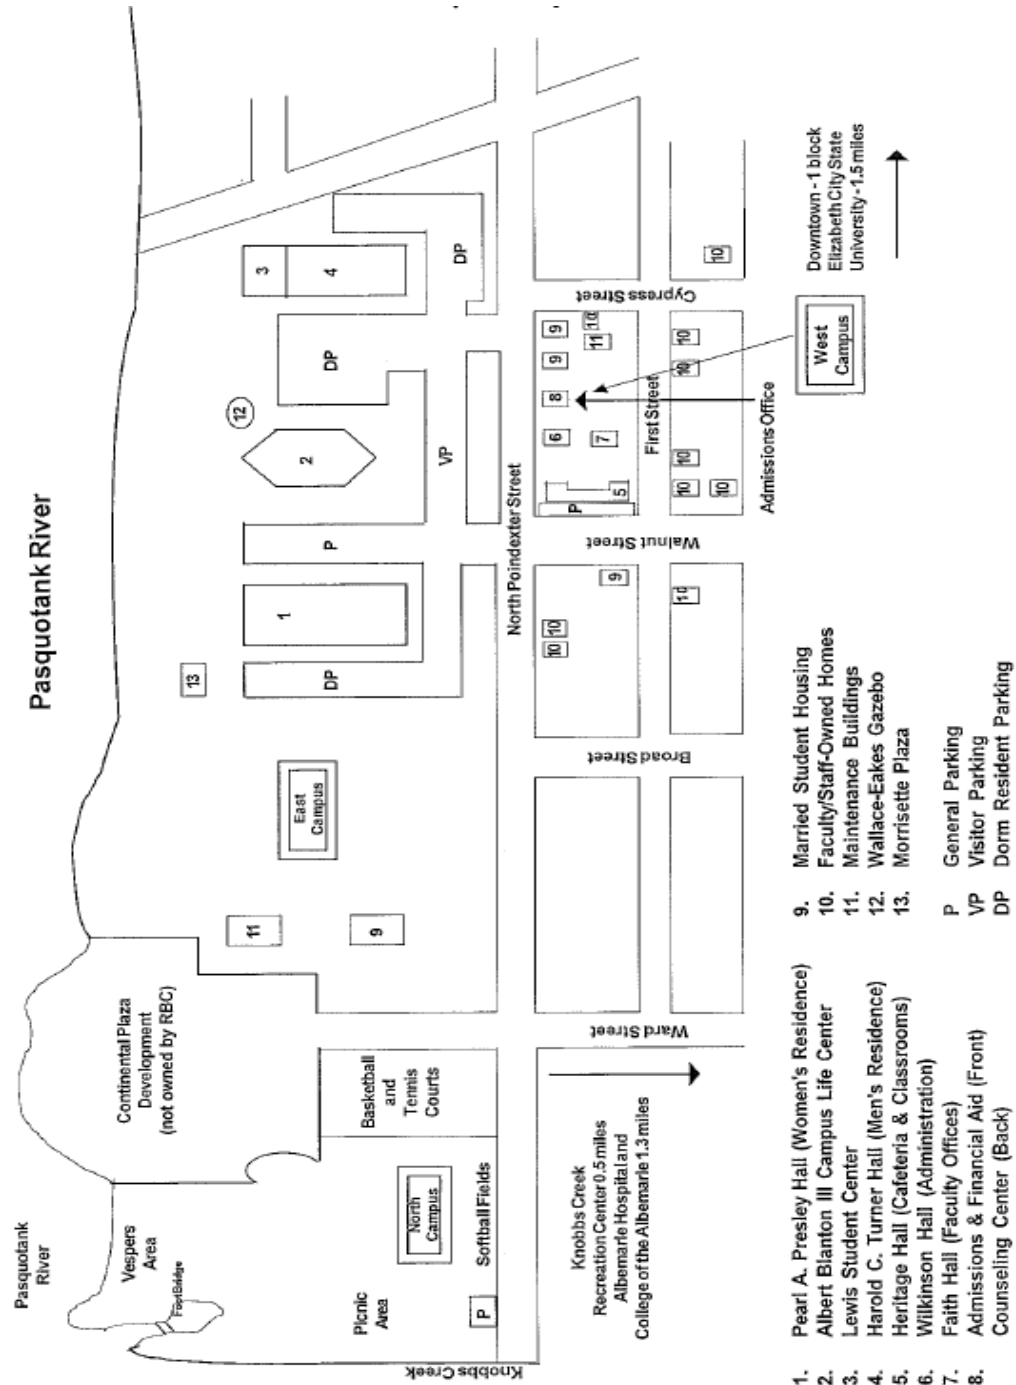 Pasquotank River
Pasquotank
River
Vespers
Area
FootBridge
Continental Plaza
Development
(not owned by RBC)
Picnic
Area
P
North
Campus
Softball Fields
Basketball
and
Tennis
Courts
Knobbs Creek
11
9
East
Campus
13
DP
1
P
2
12
VP
DP
3
4
DP
North Poindexter Street
Ward Street
Broad Street
Walnut Street
Cypress Street
First Street
10
10
9
10
P
5
6
7
8
9
9
11
10
10
10
10
10
10
10
Admissions Office
West
Campus
Knobbs Creek
Recreation Center 0.5 miles
Albemarle Hospital and
College of the Albemarle 1.3 miles
Downtown - 1 block
Elizabeth City State
University - 1.5 miles
1. Pearl A. Presley Hall (Women's Residence)
2. Albert Blanton III Campus Life Center
3. Lewis Student Center
4. Harold C. Turner Hall (Men's Residence)
5. Heritage Hall (Cafeteria & Classrooms)
6. Wilkinson Hall (Administration)
7. Faith Hall (Faculty Offices)
8. Admissions & Financial Aid (Front)
Counseling Center (Back)
9. Married Student Housing
10. Faculty/Staff-Owned Homes
11. Maintenance Buildings
12. Wallace-Eakes Gazebo
13. Morrisette Plaza
P General Parking
VP Visitor Parking
DP Dorm Resident Parking